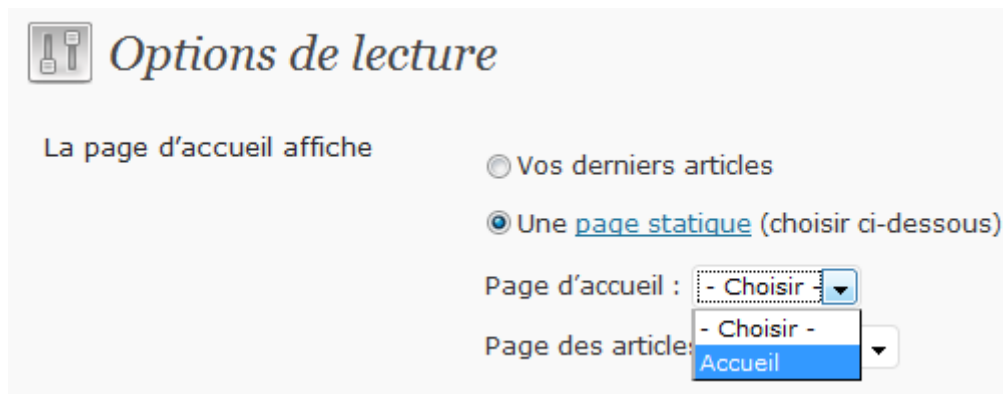 Options de lecture
La page d’accueil affiche
Vos derniers articles
Une page statique (choisir ci-dessous)
Page d’accueil : - Choisir -
- Choisir -
Page des articles
Accueil